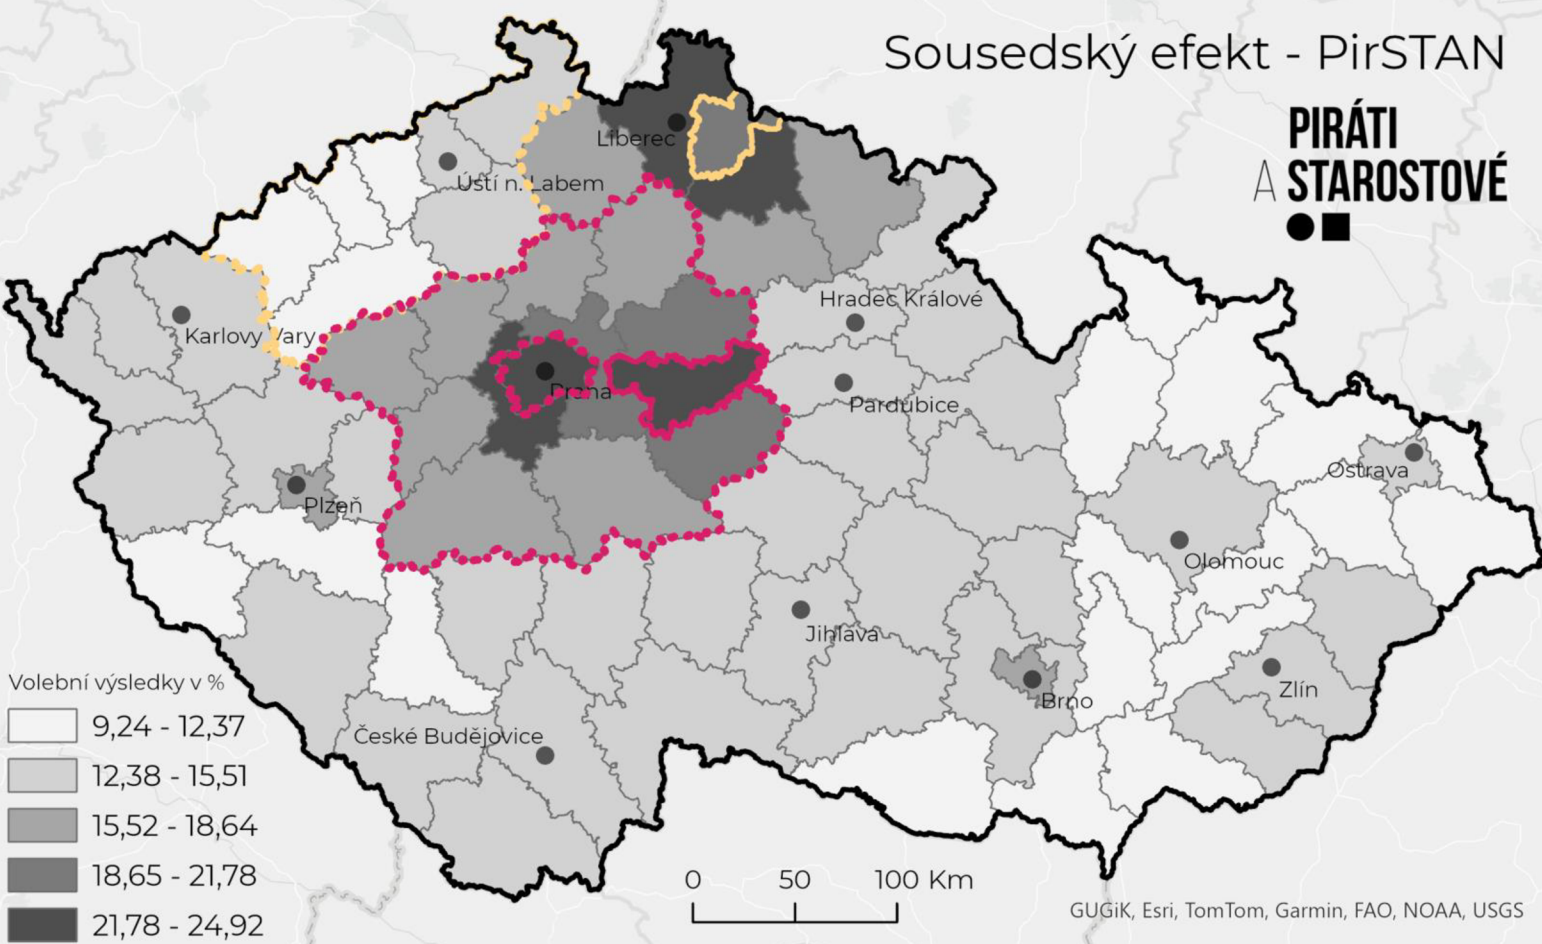 Sousedský efekt - PirSTAN
PIRÁTI
A STAROSTOVÉ
Liberec
Ústí n. Labem
Hradec Králové
Karlovy Vary
Praha
Pardubice
Ostrava
Plzeň
Olomouc
Jihlava
Zlín
Brno
České Budějovice
Volební výsledky v %
9,24 - 12,37
12,38 - 15,51
15,52 - 18,64
18,65 - 21,78
21,78 - 24,92
0 50 100 Km
GUGiK, Esri, TomTom, Garmin, FAO, NOAA, USGS